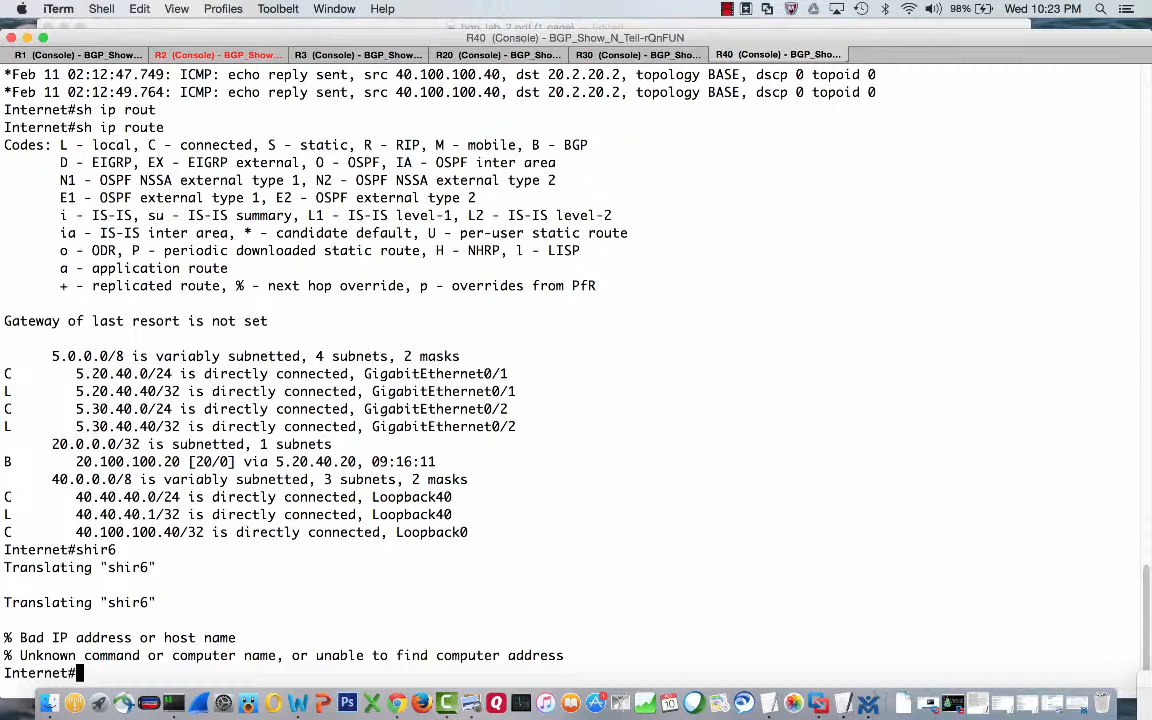 iTerm Shell Edit View Profiles Toolbelt Window Help 98% Wed Nov 10 10:23 PM
R40 (Console) - BGP_Show_N_Tell-rQnFUN
R1 (Console) - BGP_Show... R2 (Console) - BGP_Show... R3 (Console) - BGP_Show... R20 (Console) - BGP_Sho... R30 (Console) - BGP_Sho... R40 (Console) - BGP_Sho...
*Feb 11 02:12:47.749: ICMP: echo reply sent, src 40.100.100.40, dst 20.2.20.2, topology BASE, dscp 0 topoid 0
*Feb 11 02:12:49.764: ICMP: echo reply sent, src 40.100.100.40, dst 20.2.20.2, topology BASE, dscp 0 topoid 0
Internet#sh ip rout
Internet#sh ip route
Codes: L - local, C - connected, S - static, R - RIP, M - mobile, B - BGP
D - EIGRP, EX - EIGRP external, O - OSPF, IA - OSPF inter area
N1 - OSPF NSSA external type 1, N2 - OSPF NSSA external type 2
E1 - OSPF external type 1, E2 - OSPF external type 2
i - IS-IS, su - IS-IS summary, L1 - IS-IS level-1, L2 - IS-IS level-2
ia - IS-IS inter area, * - candidate default, U - per-user static route
o - ODR, P - periodic downloaded static route, H - NHRP, l - LISP
a - application route
+ - replicated route, % - next hop override, p - overrides from PfR
Gateway of last resort is not set
5.0.0.0/8 is variably subnetted, 4 subnets, 2 masks
C 5.20.40.0/24 is directly connected, GigabitEthernet0/1
L 5.20.40.40/32 is directly connected, GigabitEthernet0/1
C 5.30.40.0/24 is directly connected, GigabitEthernet0/2
L 5.30.40.40/32 is directly connected, GigabitEthernet0/2
20.0.0.0/32 is subnetted, 1 subnets
B 20.100.100.20 [20/0] via 5.20.40.20, 09:16:11
40.0.0.0/8 is variably subnetted, 3 subnets, 2 masks
C 40.40.40.0/24 is directly connected, Loopback40
L 40.40.40.1/32 is directly connected, Loopback40
C 40.100.100.40/32 is directly connected, Loopback0
Internet#shir6
Translating "shir6"
Translating "shir6"
% Bad IP address or host name
% Unknown command or computer name, or unable to find computer address
Internet#